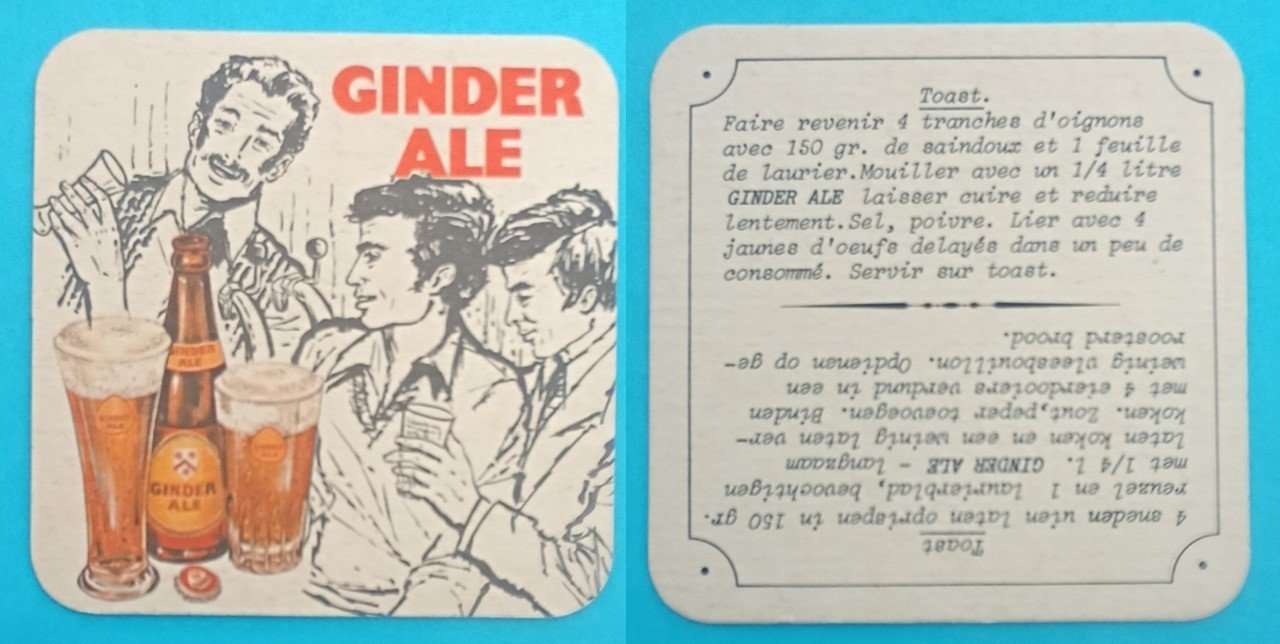 GINDER
ALE
GINDER
ALE
GINDER
ALE
GINDER
ALE
GINDER
ALE
Toast.
Faire revenir 4 tranches d'oignons
avec 150 gr. de saindoux et 1 feuille
de laurier.Mouiller avec un 1/4 litre
GINDER ALE laisser cuire et reduire
lentement.Sel, poivre. Lier avec 4
jaunes d'oeufs delayés dans un peu de
consommé. Servir sur toast.
Toast
4 sneden uien laten opriepen in 150 gr.
reuzel en 1 laurierblad, bevochtigen
met 1/4 l. GINDER ALE - langzaam
laten koken en een weinig laten ver-
koken. Zout,peper toevoegen. Binden
met 4 eierdooiers verdund in een
weinig vleesbouillon. Opdienen op ge-
roosterd brood.